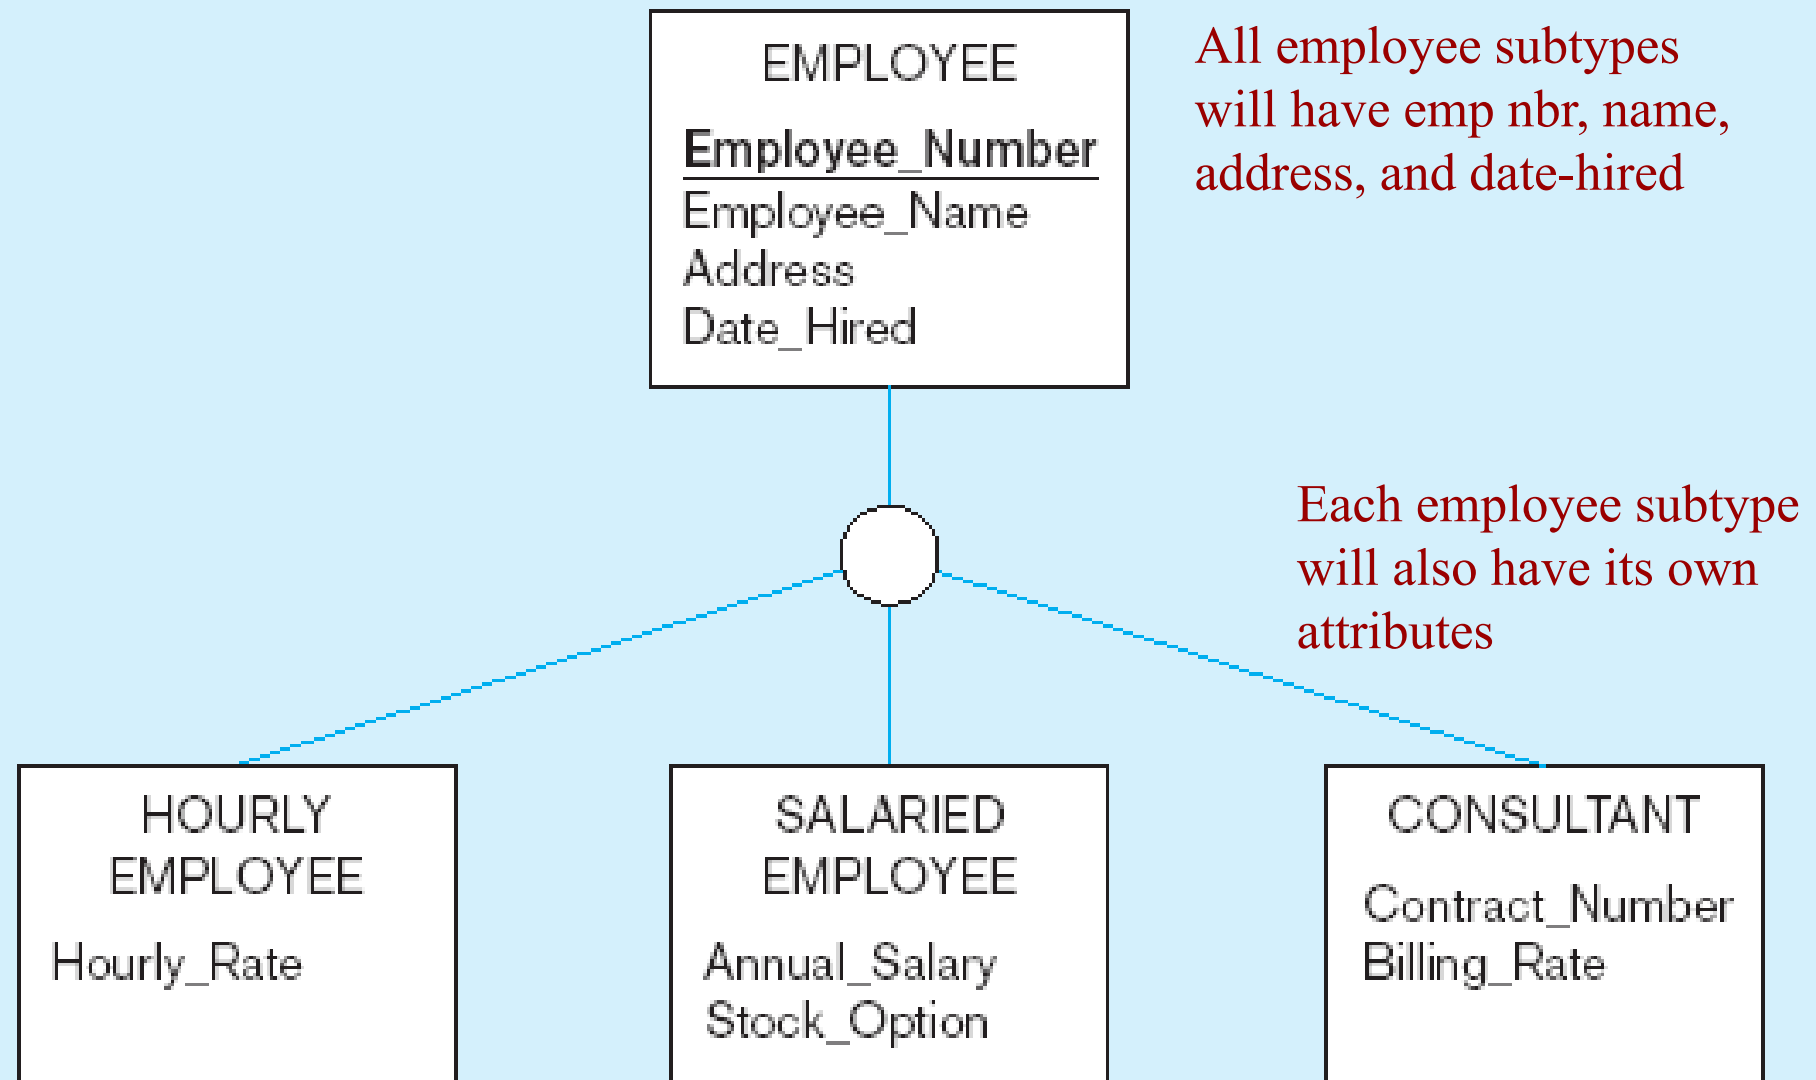 EMPLOYEE
Employee_Number
Employee_Name
Address
Date_Hired
All employee subtypes
will have emp nbr, name,
address, and date-hired
Each employee subtype
will also have its own
attributes
HOURLY
EMPLOYEE
Hourly_Rate
SALARIED
EMPLOYEE
Annual_Salary
Stock_Option
CONSULTANT
Contract_Number
Billing_Rate